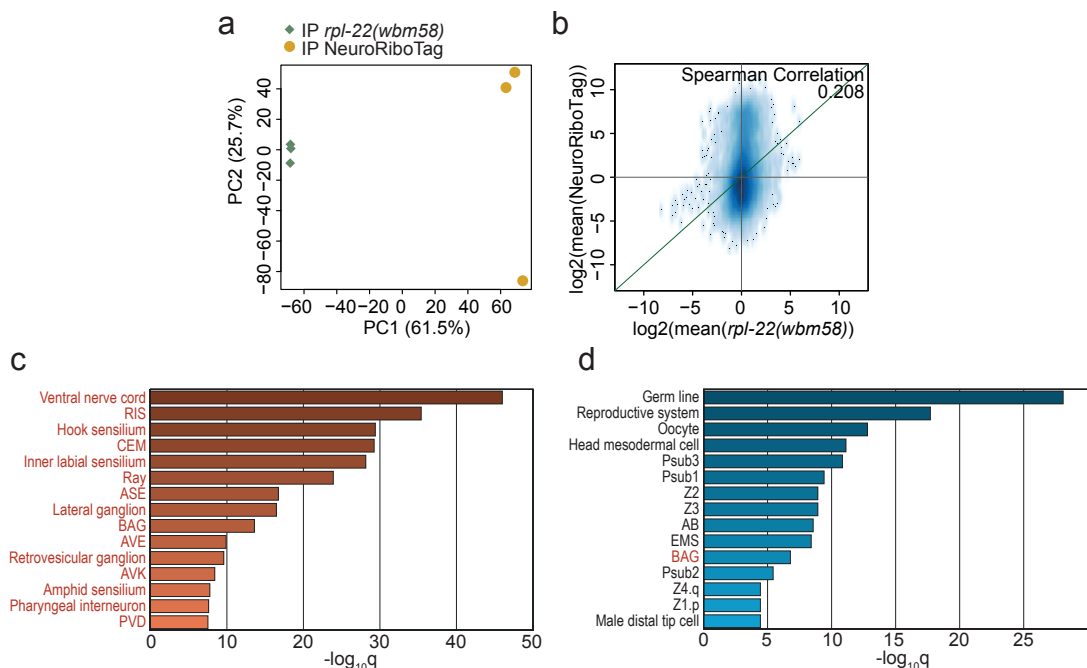 a
IP rpl-22(wbm58)
IP NeuroRiboTag
PC2 (25.7%)
40
20
0
−20
−40
−60
−80
−60 −40 −20 0 20 40 60
PC1 (61.5%)
b
Spearman Correlation
0.208
log2(mean(NeuroRiboTag))
10
5
0
−5
−10
−10 −5 0 5 10
log2(mean(rpl-22(wbm58))
c
Ventral nerve cord
RIS
Hook sensilium
CEM
Inner labial sensilium
Ray
ASE
Lateral ganglion
BAG
AVE
Retrovesicular ganglion
AVK
Amphid sensilium
Pharyngeal interneuron
PVD
0 10 20 30 40 50
-log10q
d
Germ line
Reproductive system
Oocyte
Head mesodermal cell
Psub3
Psub1
Z2
Z3
AB
EMS
BAG
Psub2
Z4.q
Z1.p
Male distal tip cell
0 5 10 15 20 25
-log10q